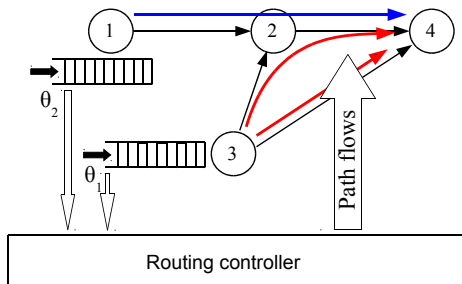 1
2
4
θ2
3
θ1
Path flows
Routing controller